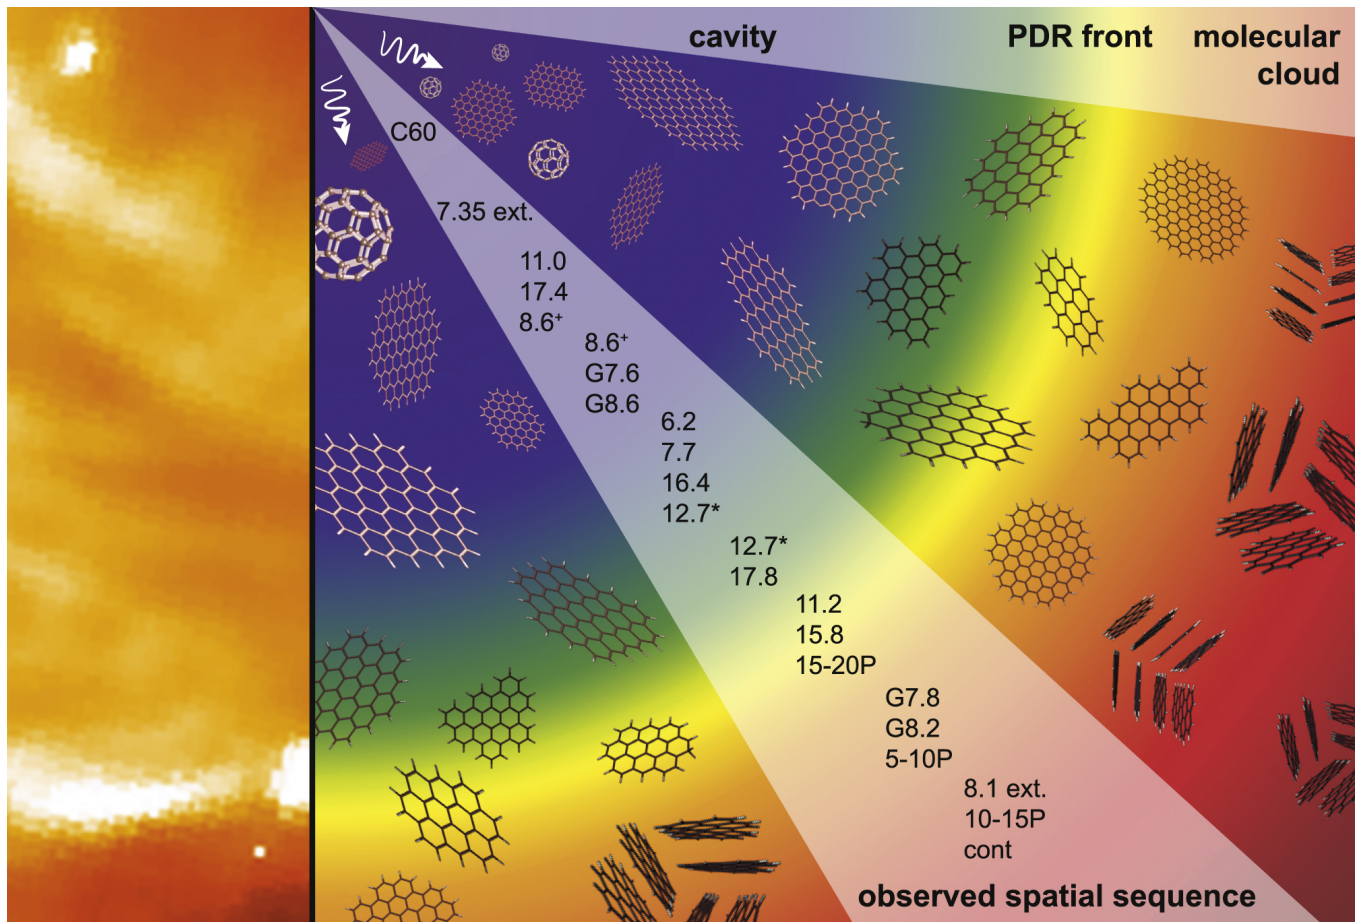 cavity
PDR front
molecular
cloud
C60
7.35 ext.
11.0
17.4
8.6⁺
8.6⁺
G7.6
G8.6
6.2
7.7
16.4
12.7*
12.7*
17.8
11.2
15.8
15-20P
G7.8
G8.2
5-10P
8.1 ext.
10-15P
cont
observed spatial sequence